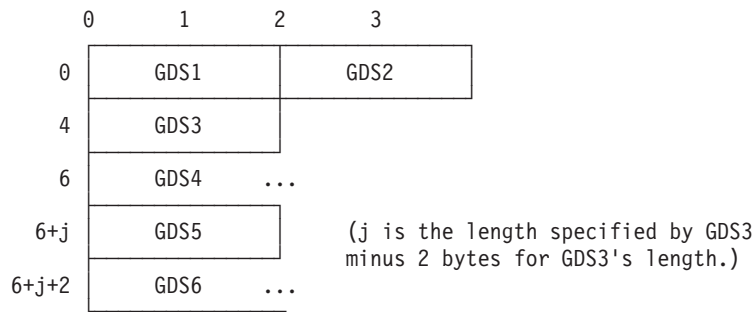 0 1 2 3
0 GDS1 GDS2
4 GDS3
6 GDS4 ...
6+j GDS5 (j is the length specified by GDS3
minus 2 bytes for GDS3's length.)
6+j+2 GDS6 ...